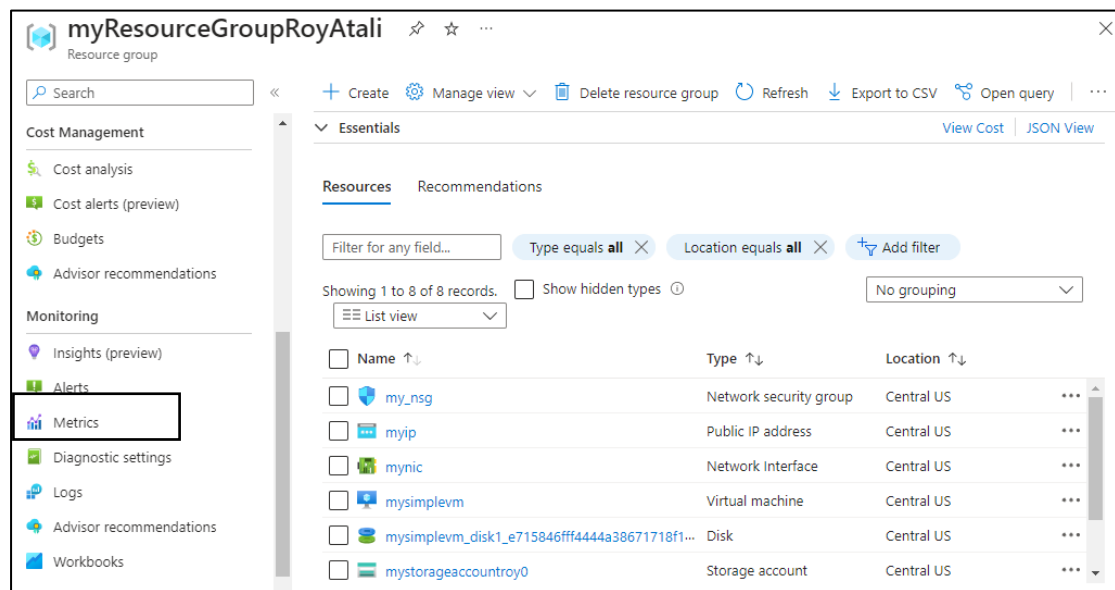 myResourceGroupRoyAtali ...
Resource group
Search
«
Create
Manage view
Delete resource group
Refresh
Export to CSV
Open query
...
Cost Management
Cost analysis
Cost alerts (preview)
Budgets
Advisor recommendations
Monitoring
Insights (preview)
Alerts
Metrics
Diagnostic settings
Logs
Advisor recommendations
Workbooks
Essentials
View Cost
JSON View
Resources
Recommendations
Filter for any field...
Type equals all
Location equals all
Add filter
Showing 1 to 8 of 8 records.
Show hidden types
No grouping
List view
Name ↑↓ Type ↑↓ Location ↑↓
my_nsg Network security group Central US ...
myip Public IP address Central US ...
mynic Network Interface Central US ...
mysimplevm Virtual machine Central US ...
mysimplevm_disk1_e715846fff4444a38671718f1... Disk Central US ...
mystorageaccountroy0 Storage account Central US ...